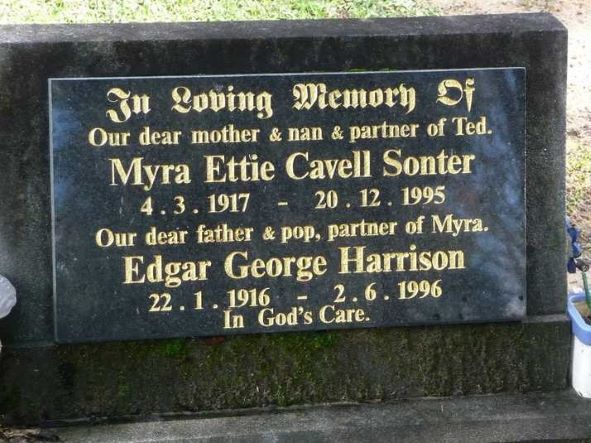 In Loving Memory Of
Our dear mother & nan & partner of Ted.
Myra Ettie Cavell Sonter
4.3.1917 - 20.12.1995
Our dear father & pop, partner of Myra.
Edgar George Harrison
22.1.1916 - 2.6.1996
In God's Care.